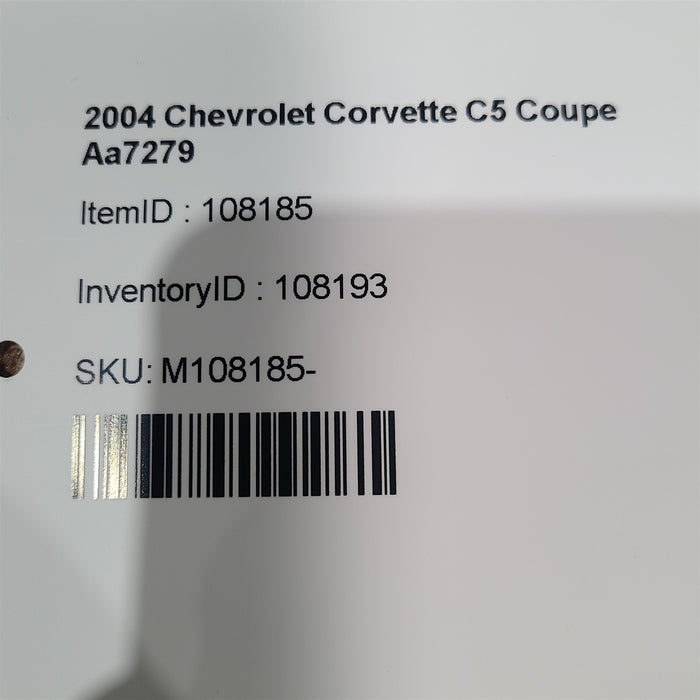 2004 Chevrolet Corvette C5 Coupe
Aa7279
ItemID : 108185
InventoryID : 108193
SKU: M108185-